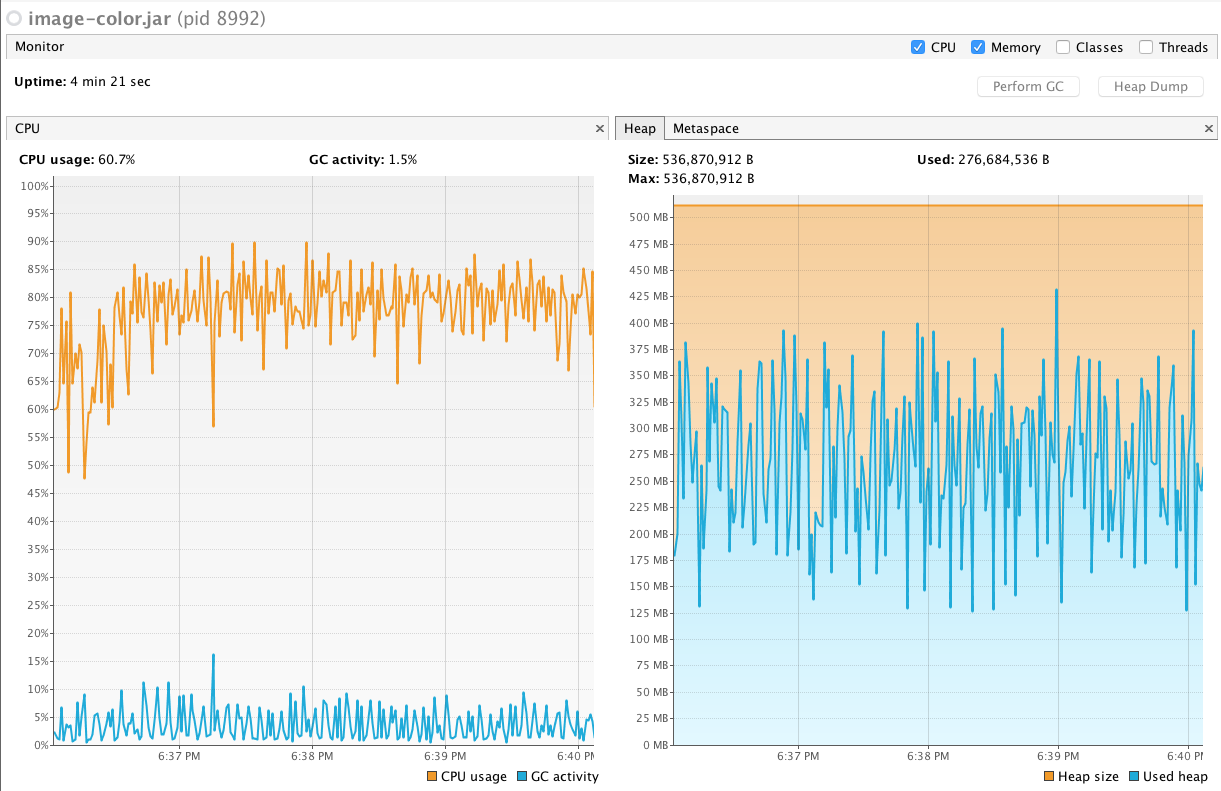 image-color.jar (pid 8992)
Monitor
CPU Memory Classes Threads
Uptime: 4 min 21 sec
Perform GC Heap Dump
CPU
CPU usage: 60.7% GC activity: 1.5%
100%
95%
90%
85%
80%
75%
70%
65%
60%
55%
50%
45%
40%
35%
30%
25%
20%
15%
10%
5%
0%
6:37 PM 6:38 PM 6:39 PM 6:40 PM
CPU usage GC activity
Heap Metaspace
Size: 536,870,912 B Used: 276,684,536 B
Max: 536,870,912 B
500 MB
475 MB
450 MB
425 MB
400 MB
375 MB
350 MB
325 MB
300 MB
275 MB
250 MB
225 MB
200 MB
175 MB
150 MB
125 MB
100 MB
75 MB
50 MB
25 MB
0 MB
6:37 PM 6:38 PM 6:39 PM 6:40 PM
Heap size Used heap